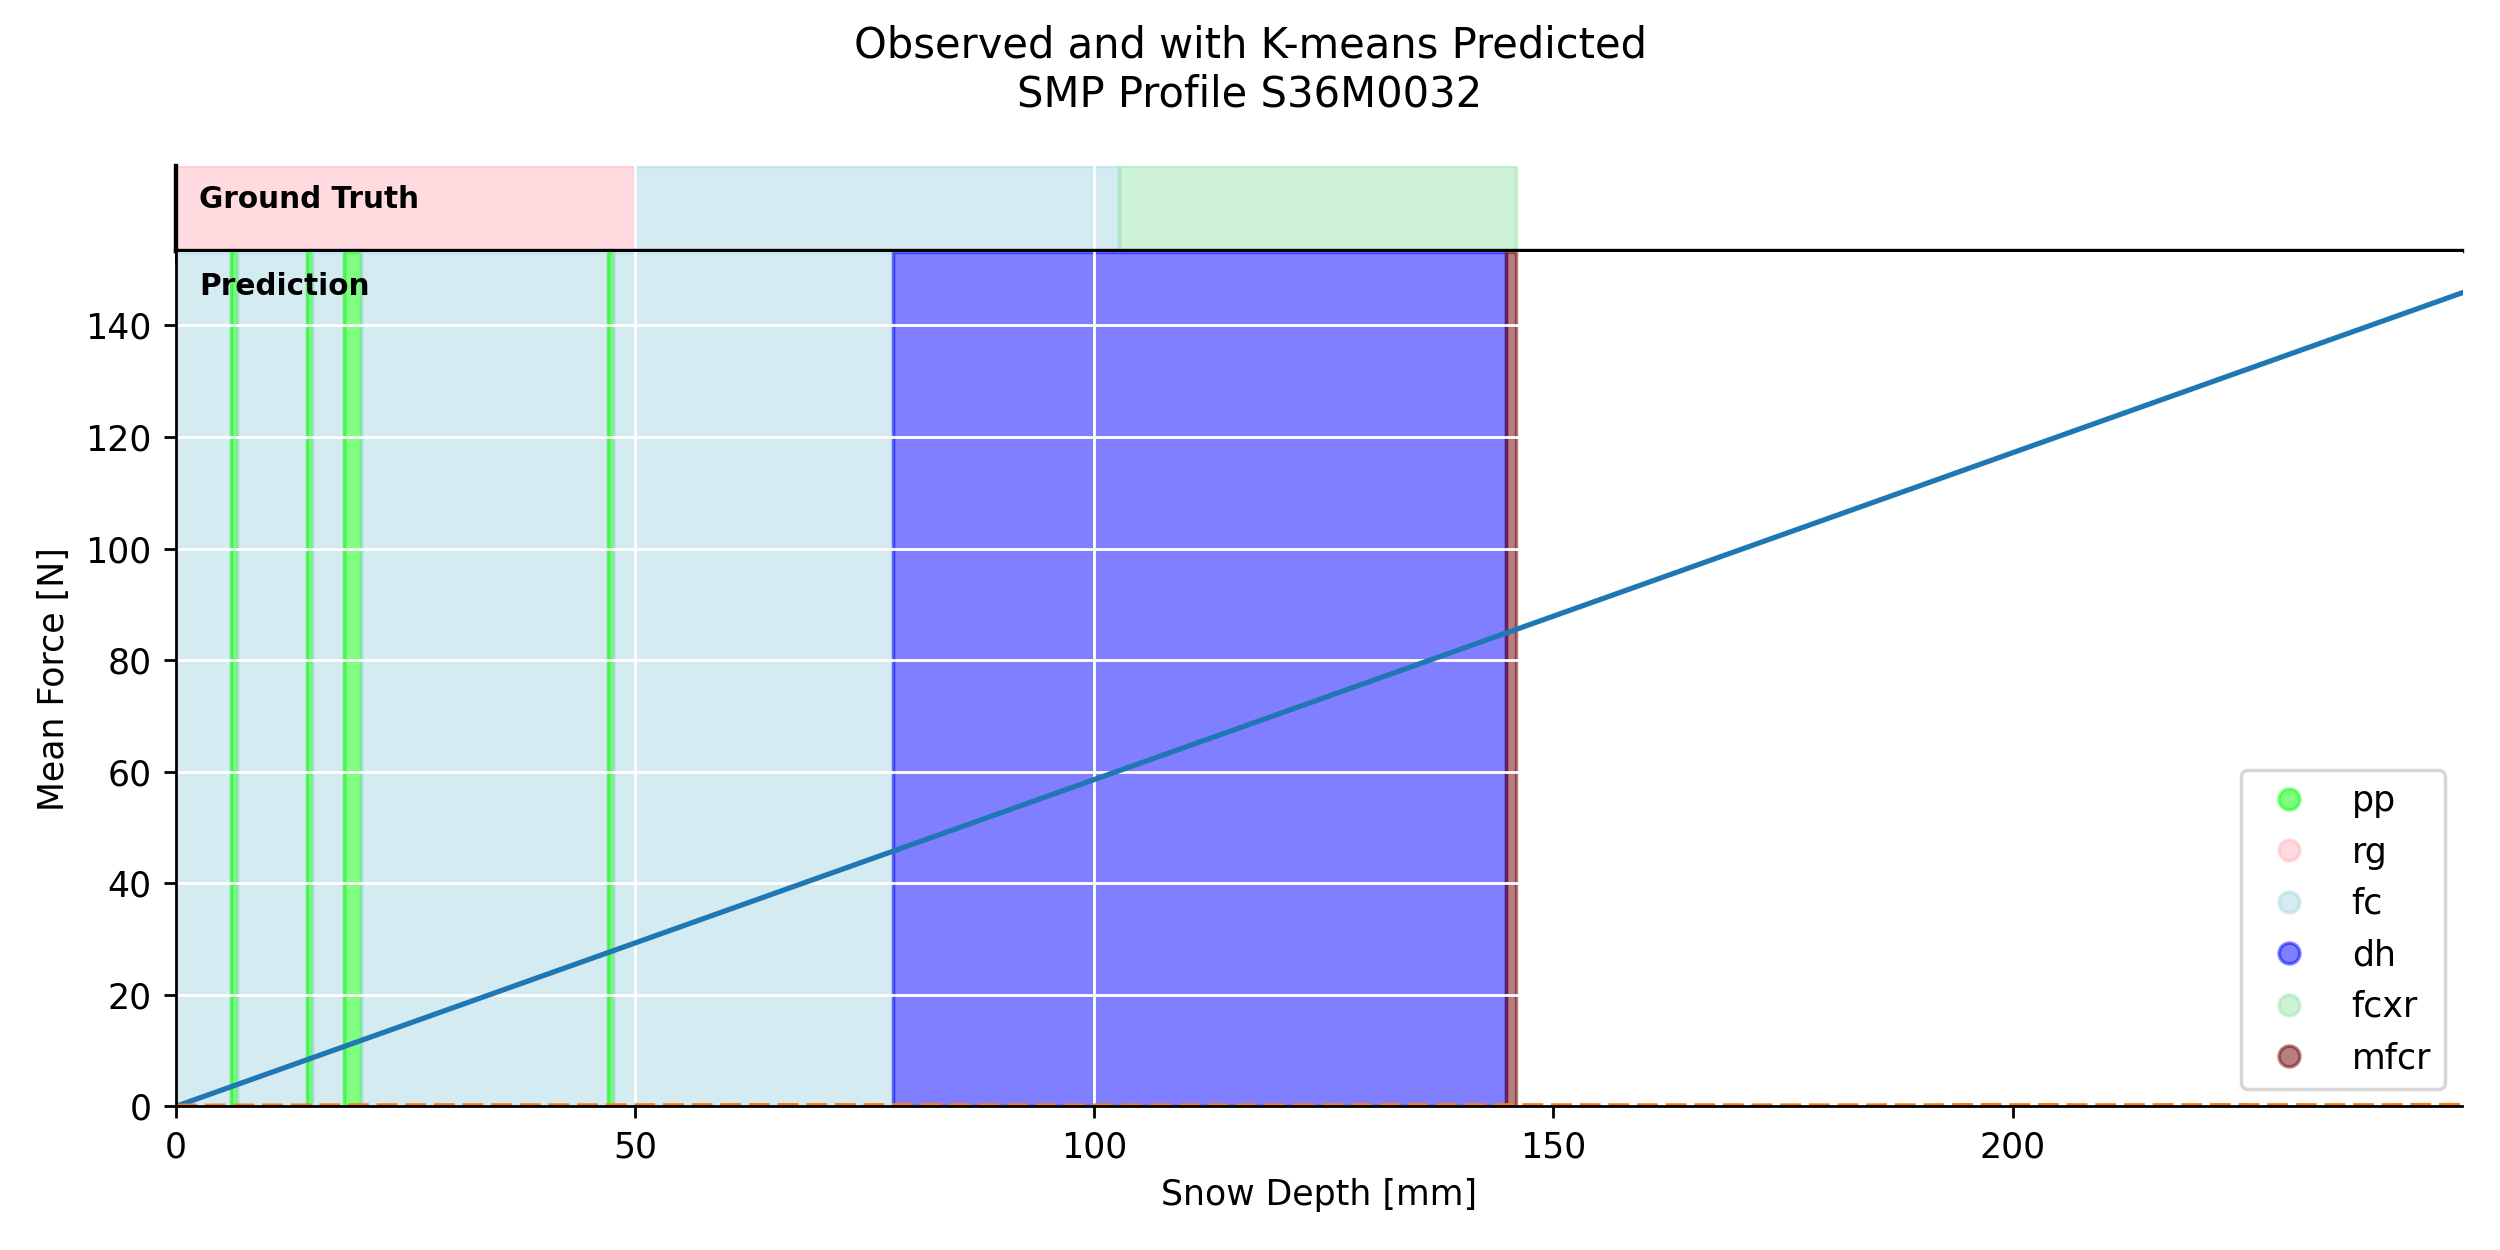 Observed and with K-means Predicted
SMP Profile S36M0032
Ground Truth
Prediction
140
120
100
80
60
40
20
0
Mean Force [N]
0 50 100 150 200
Snow Depth [mm]
pp
rg
fc
dh
fcxr
mfcr